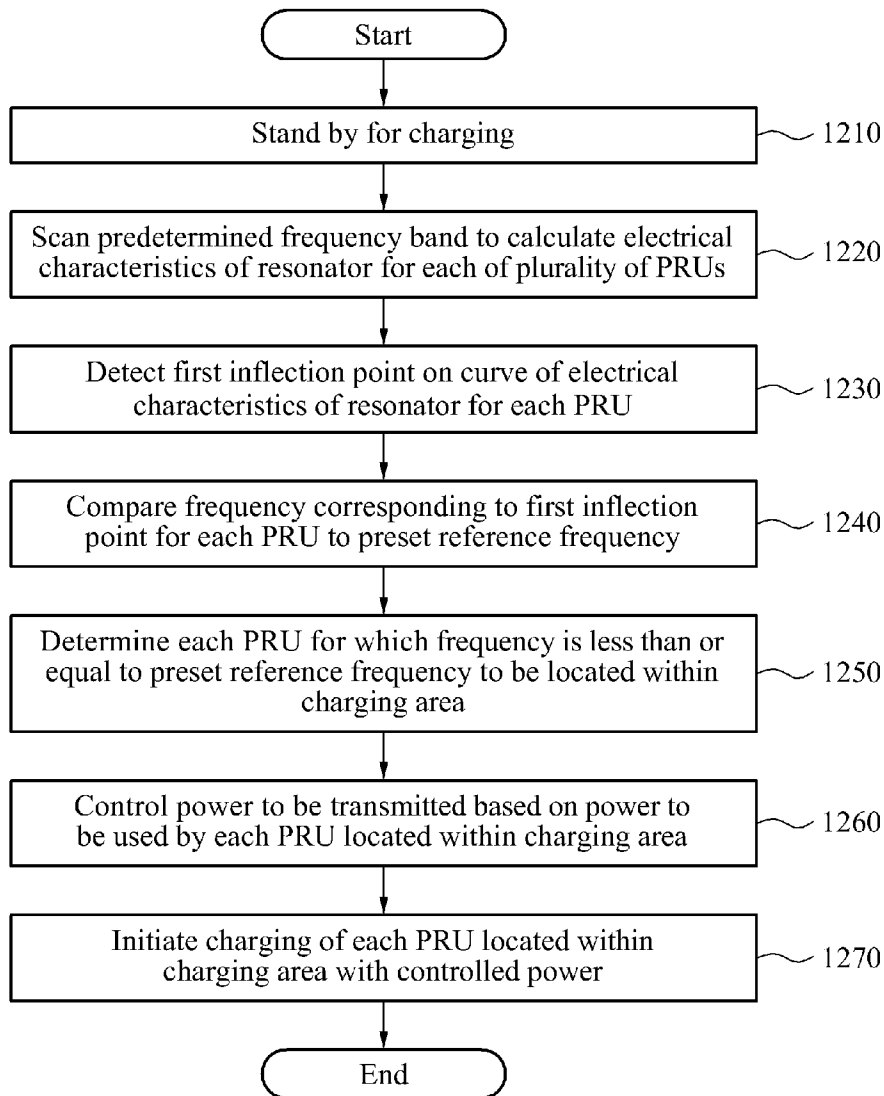 Start
Stand by for charging
1210
Scan predetermined frequency band to calculate electrical
characteristics of resonator for each of plurality of PRUs
1220
Detect first inflection point on curve of electrical
characteristics of resonator for each PRU
1230
Compare frequency corresponding to first inflection
point for each PRU to preset reference frequency
1240
Determine each PRU for which frequency is less than or
equal to preset reference frequency to be located within
charging area
1250
Control power to be transmitted based on power to
be used by each PRU located within charging area
1260
Initiate charging of each PRU located within
charging area with controlled power
1270
End